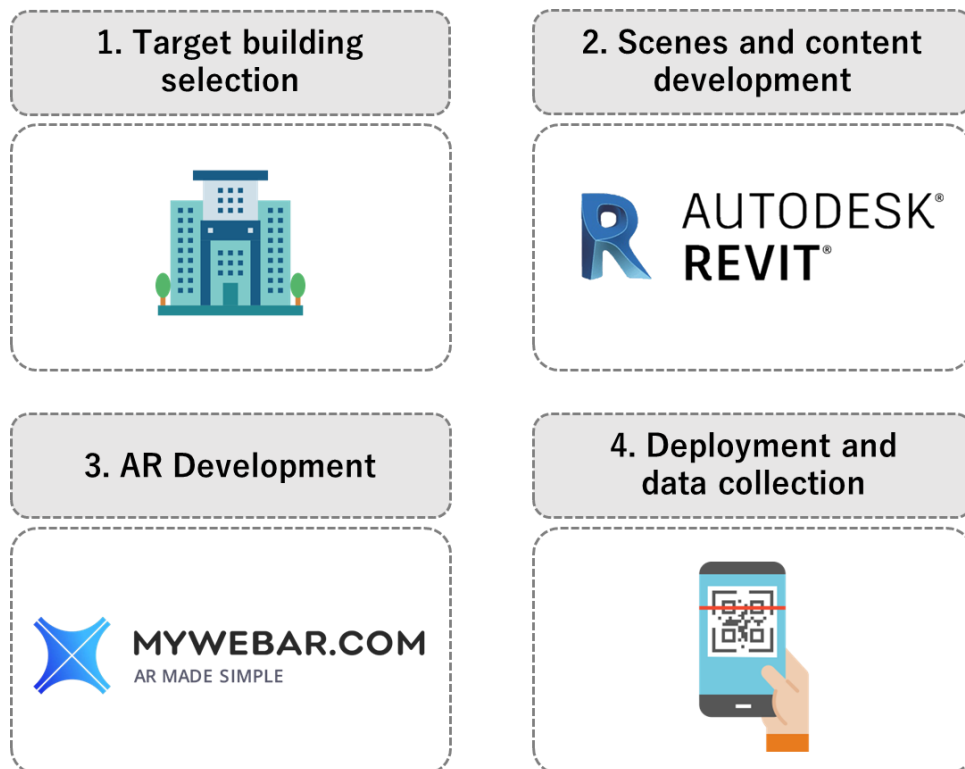 1. Target building
selection
2. Scenes and content
development
AUTODESK®
REVIT®
3. AR Development
4. Deployment and
data collection
MYWEBAR.COM
AR MADE SIMPLE